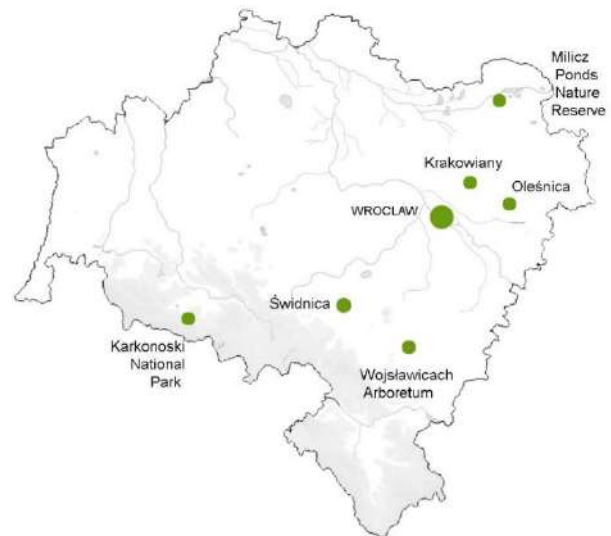 Milicz
Ponds
Nature
Reserve
Krakowiany
Oleśnica
WROCLAW
Świdnica
Karkonoski
National
Park
Wojsławicach
Arboretum